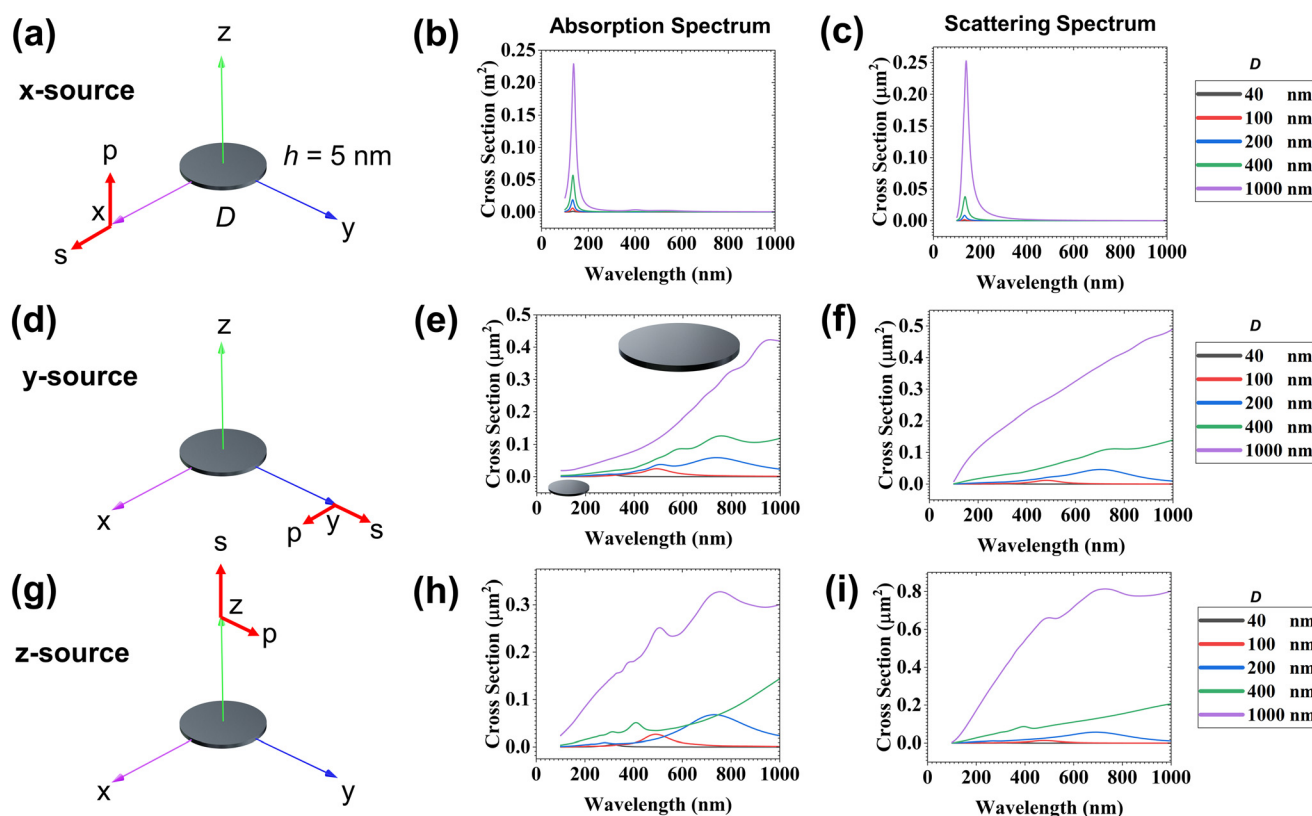 (a)
z
x-source
p
h = 5 nm
x
D
y
s
(b)
Absorption Spectrum
Cross Section (m²)
0.25
0.20
0.15
0.10
0.05
0.00
0 200 400 600 800 1000
Wavelength (nm)
(c)
Scattering Spectrum
Cross Section (μm²)
0.25
0.20
0.15
0.10
0.05
0.00
0 200 400 600 800 1000
Wavelength (nm)
D
40 nm
100 nm
200 nm
400 nm
1000 nm
(d)
z
y-source
x
p
y
s
(e)
Cross Section (μm²)
0.5
0.4
0.3
0.2
0.1
0.0
0 200 400 600 800 1000
Wavelength (nm)
(f)
Cross Section (μm²)
0.5
0.4
0.3
0.2
0.1
0.0
0 200 400 600 800 1000
Wavelength (nm)
D
40 nm
100 nm
200 nm
400 nm
1000 nm
(g)
s
z
p
z-source
x
y
(h)
Cross Section (μm²)
0.3
0.2
0.1
0.0
0 200 400 600 800 1000
Wavelength (nm)
(i)
Cross Section (μm²)
0.8
0.6
0.4
0.2
0.0
0 200 400 600 800 1000
Wavelength (nm)
D
40 nm
100 nm
200 nm
400 nm
1000 nm